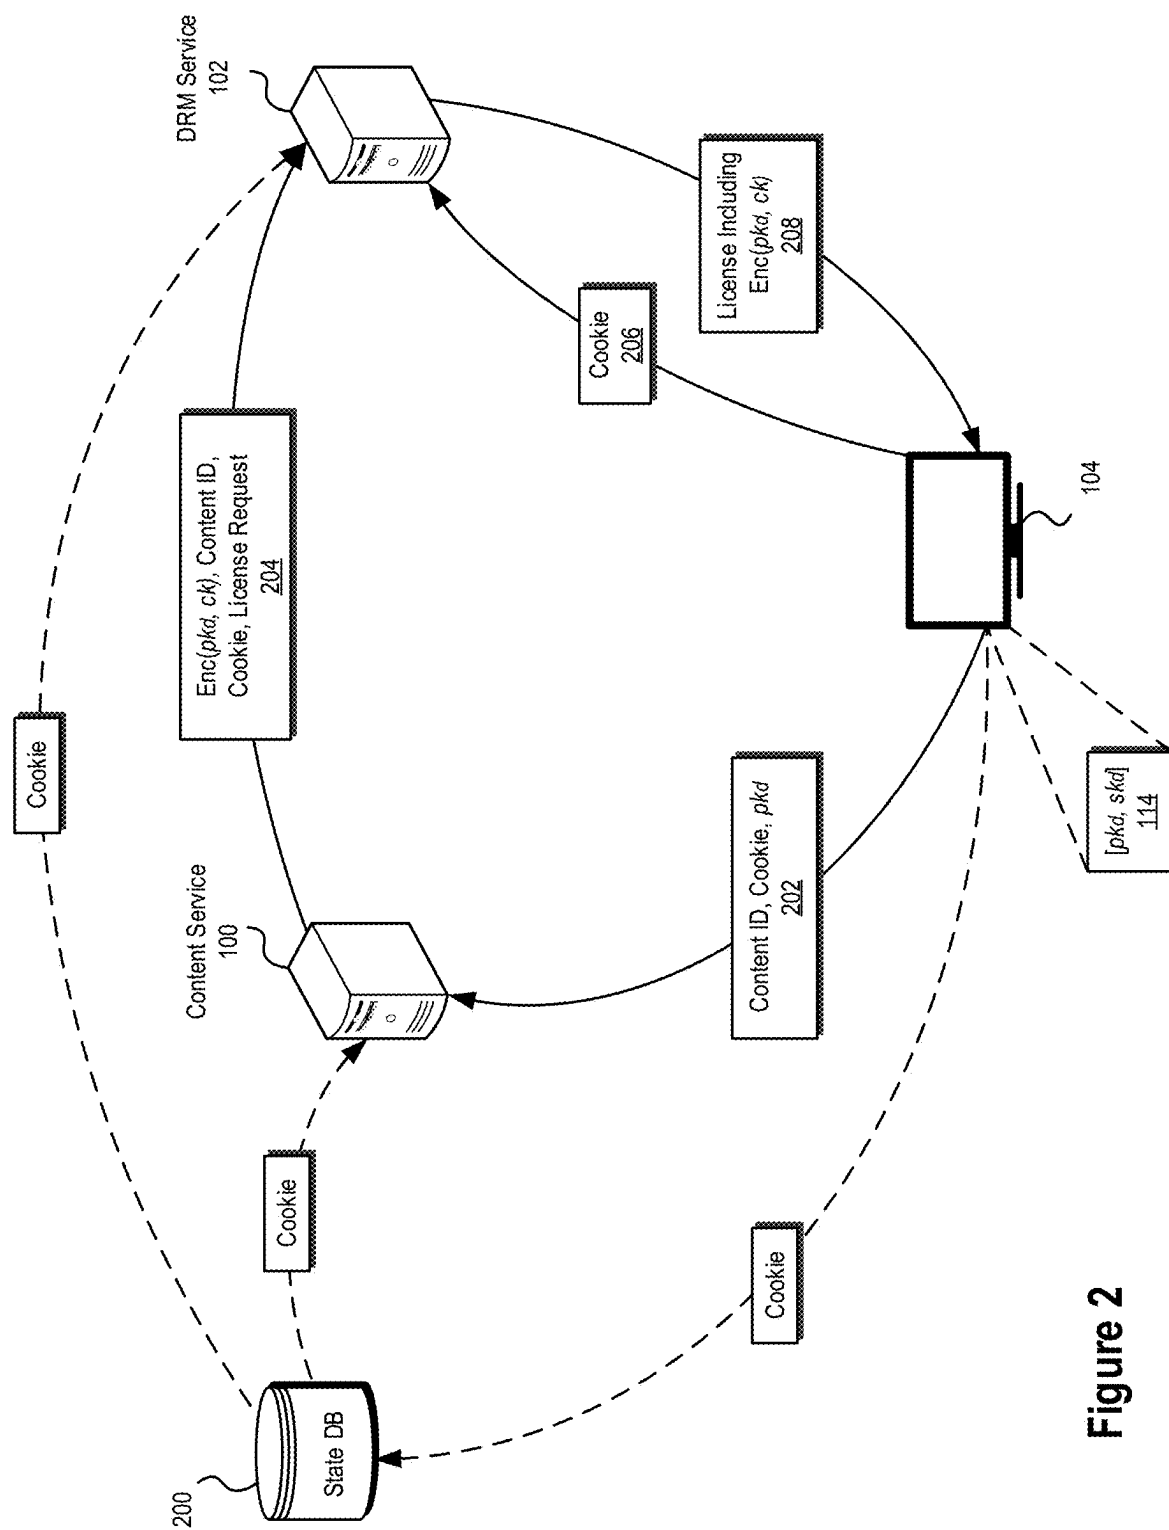 200
State DB
Cookie
Cookie
Cookie
Content Service
100
DRM Service
102
Enc(pkd, ck), Content ID,
Cookie, License Request
204
Content ID, Cookie, pkd
202
Cookie
206
License Including
Enc(pkd, ck)
208
104
[pkd, skd]
114
Figure 2